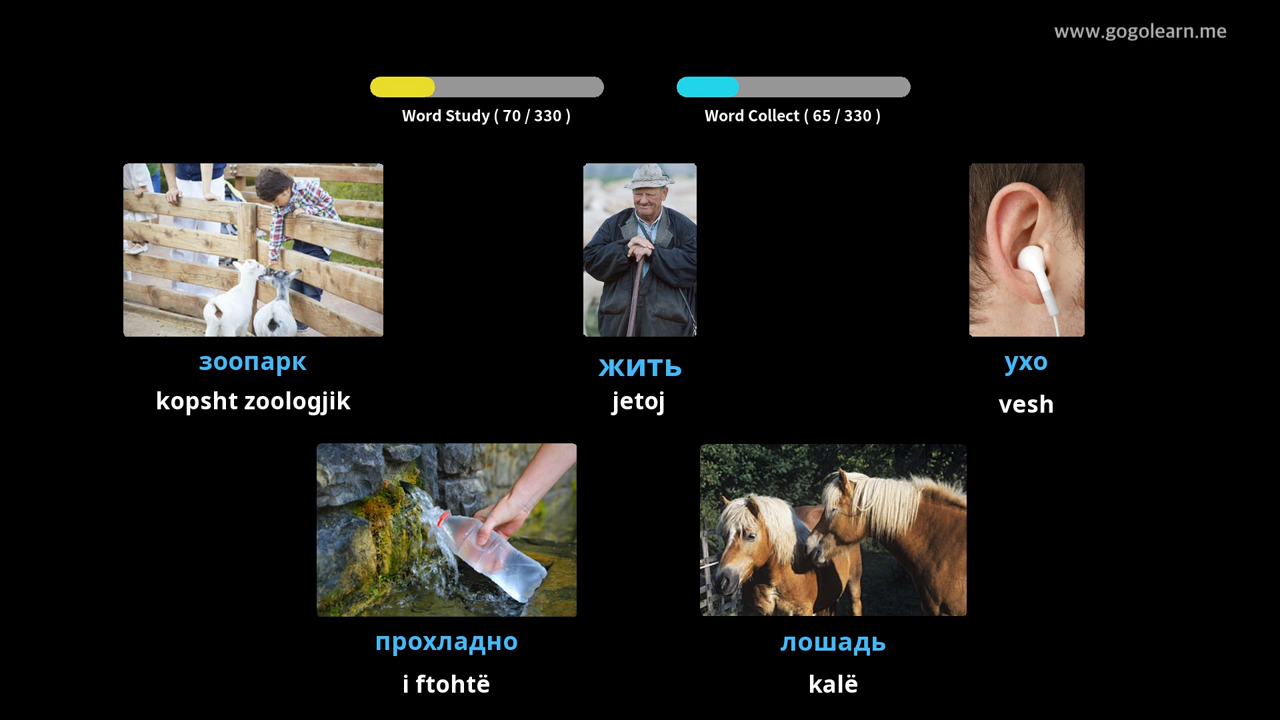 www.gogolearn.me
Word Study ( 70 / 330 )
Word Collect ( 65 / 330 )
зоопарк
kopsht zoologjik
жить
jetoj
ухо
vesh
прохладно
i ftohtë
лошадь
kalë